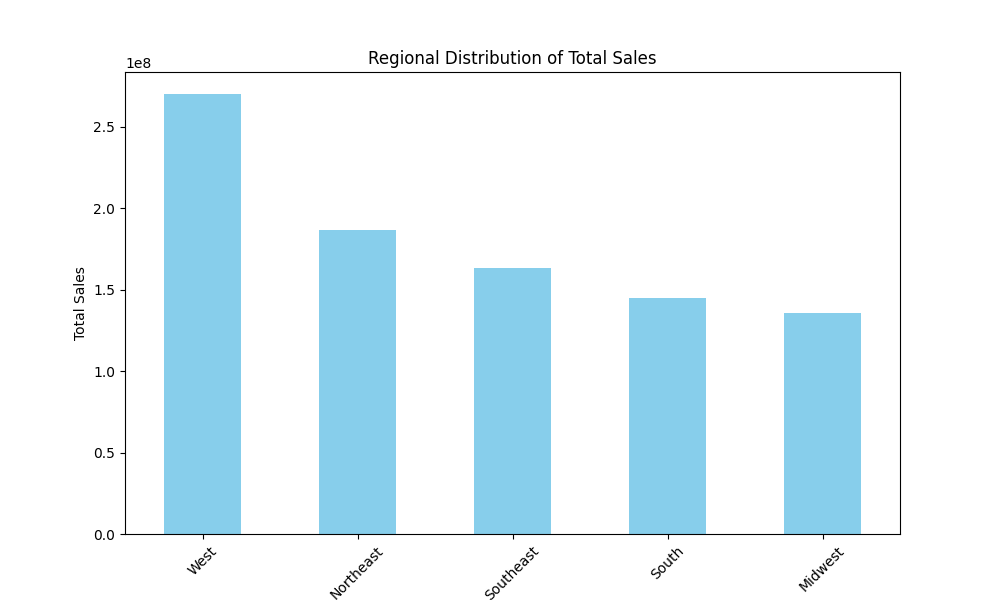 Regional Distribution of Total Sales
1e8
2.5
2.0
1.5
1.0
0.5
0.0
Total Sales
West
Northeast
Southeast
South
Midwest